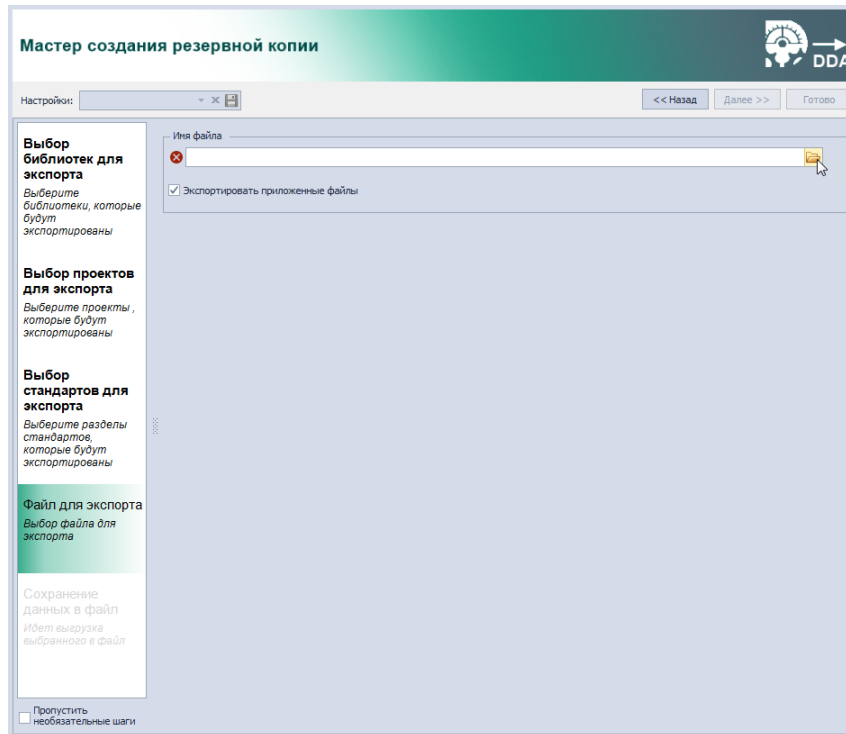 Мастер создания резервной копии
DDA
Настройки:
<< Назад
Далее >>
Готово
Выбор
библиотек для
экспорта
Выберите
библиотеки, которые
будут
экспортированы
Выбор проектов
для экспорта
Выберите проекты ,
которые будут
экспортированы
Выбор
стандартов для
экспорта
Выберите разделы
стандартов,
которые будут
экспортированы
Файл для экспорта
Выбор файла для
экспорта
Сохранение
данных в файл
Идет выгрузка
выбранного в файл
Пропустить
необязательные шаги
Имя файла
Экспортировать приложенные файлы